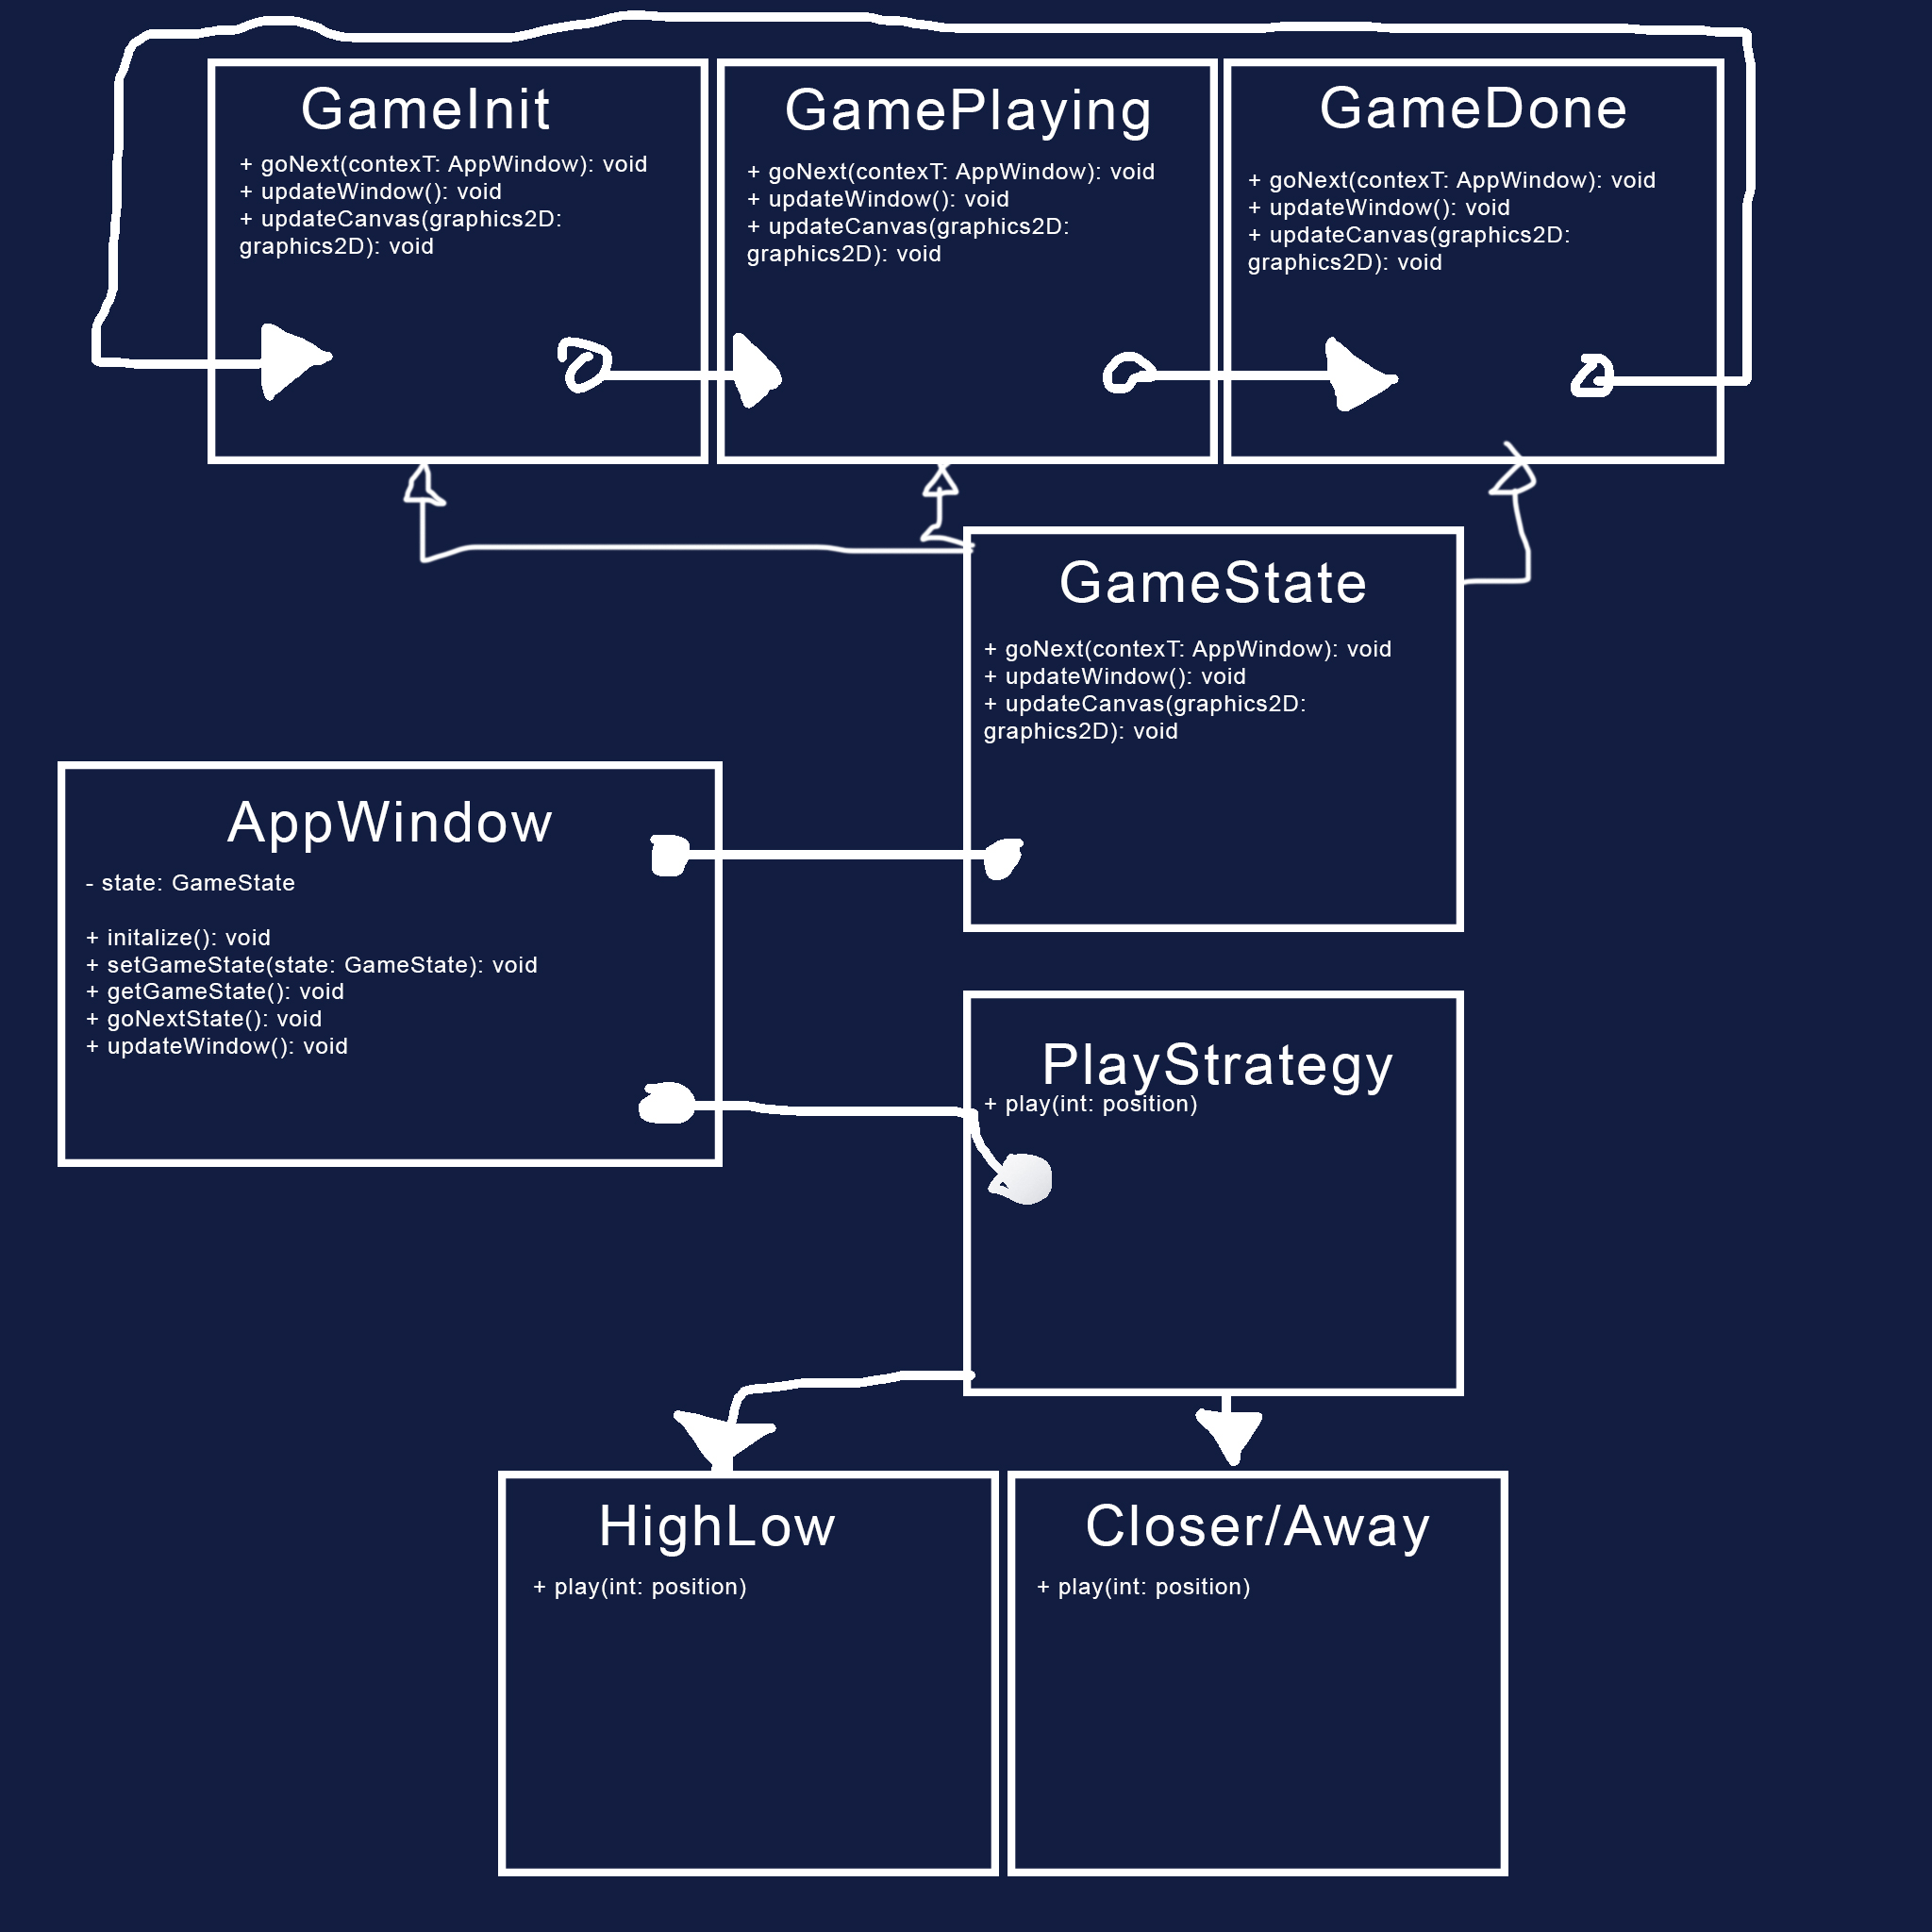 GameInit
+ goNext(contexT: AppWindow): void
+ updateWindow(): void
+ updateCanvas(graphics2D:
graphics2D): void
GamePlaying
+ goNext(contexT: AppWindow): void
+ updateWindow(): void
+ updateCanvas(graphics2D:
graphics2D): void
GameDone
+ goNext(contexT: AppWindow): void
+ updateWindow(): void
+ updateCanvas(graphics2D:
graphics2D): void
GameState
+ goNext(contexT: AppWindow): void
+ updateWindow(): void
+ updateCanvas(graphics2D:
graphics2D): void
AppWindow
- state: GameState
+ initalize(): void
+ setGameState(state: GameState): void
+ getGameState(): void
+ goNextState(): void
+ updateWindow(): void
PlayStrategy
+ play(int: position)
HighLow
+ play(int: position)
Closer/Away
+ play(int: position)